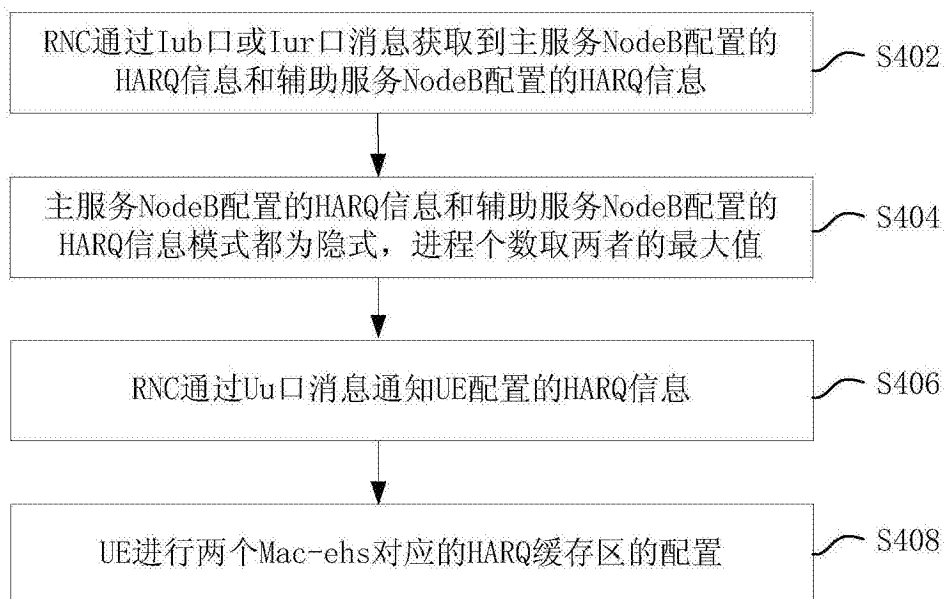 RNC通过Iub口或Iur口消息获取到主服务NodeB配置的
HARQ信息和辅助服务NodeB配置的HARQ信息
S402
主服务NodeB配置的HARQ信息和辅助服务NodeB配置的
HARQ信息模式都为隐式，进程个数取两者的最大值
S404
RNC通过Uu口消息通知UE配置的HARQ信息
S406
UE进行两个Mac-ehs对应的HARQ缓存区的配置
S408